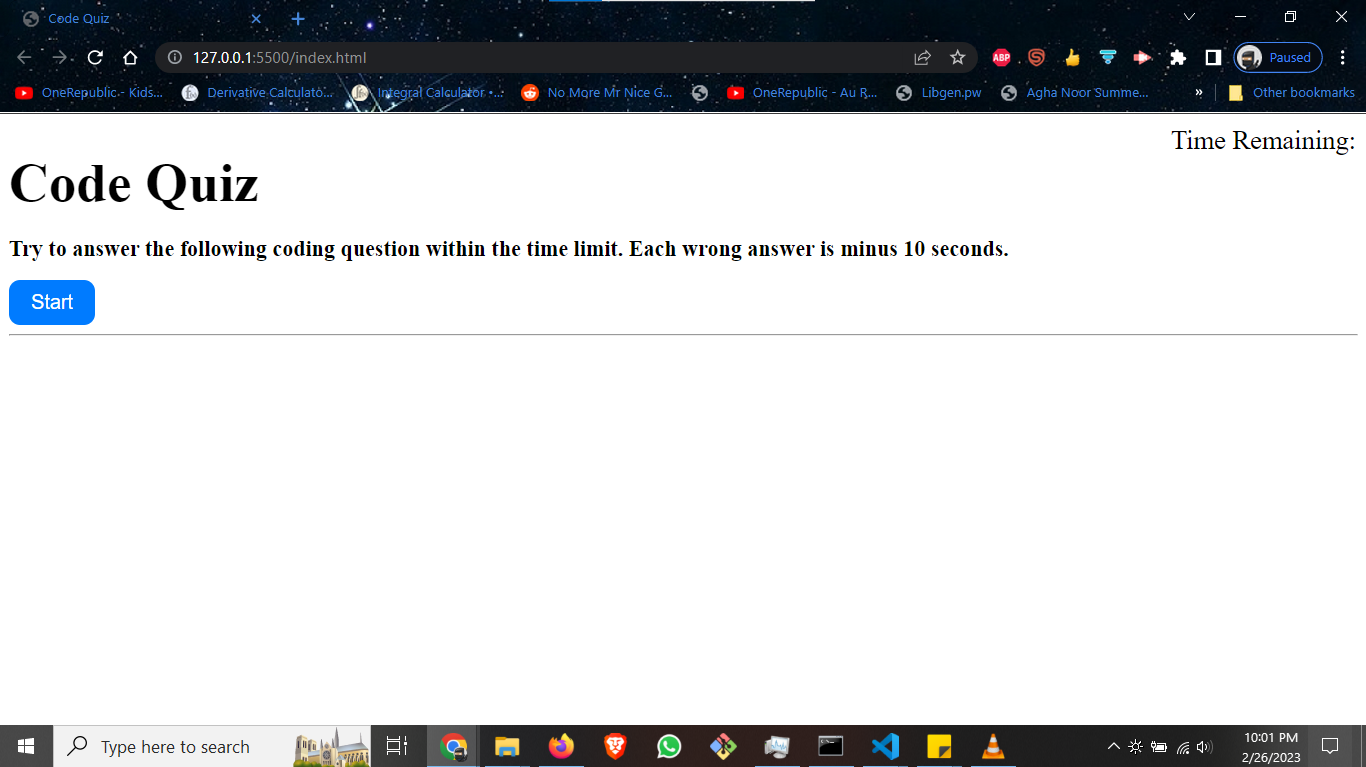 Code Quiz
127.0.0.1:5500/index.html
ABP
Paused
OneRepublic - Kids...
Derivative Calculato...
Integral Calculator -...
No More Mr Nice G...
OneRepublic - Au R...
Libgen.pw
Agha Noor Summe...
»
Other bookmarks
Time Remaining:
Code Quiz
Try to answer the following coding question within the time limit. Each wrong answer is minus 10 seconds.
Start
Type here to search
10:01 PM
2/26/2023